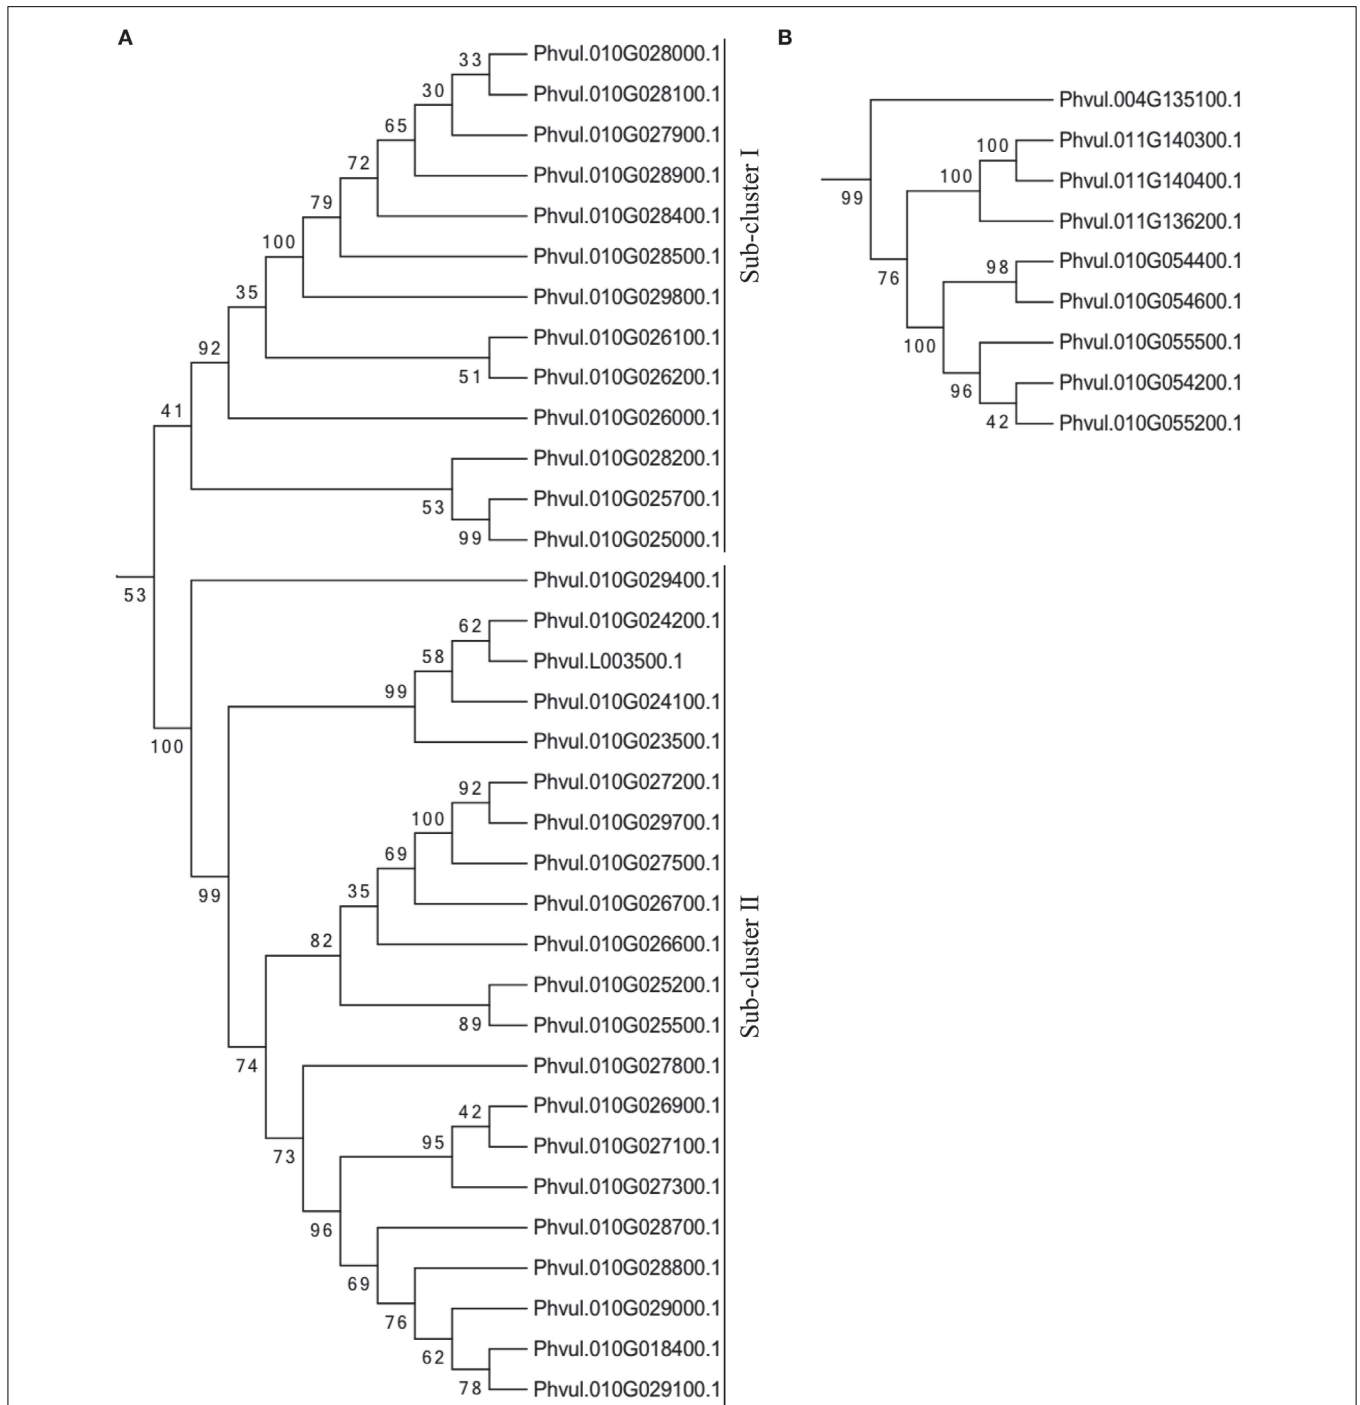 A
B
33
Phvul.010G028000.1
30
Phvul.010G028100.1
65
Phvul.010G027900.1
72
Phvul.010G028900.1
79
Phvul.010G028400.1
100
Phvul.010G028500.1
35
Phvul.010G029800.1
92
Phvul.010G026100.1
51
Phvul.010G026200.1
41
Phvul.010G026000.1
Phvul.010G028200.1
53
Phvul.010G025700.1
99
Phvul.010G025000.1
Sub-cluster I
53
Phvul.010G029400.1
62
Phvul.010G024200.1
58
Phvul.L003500.1
99
Phvul.010G024100.1
100
Phvul.010G023500.1
92
Phvul.010G027200.1
100
Phvul.010G029700.1
69
Phvul.010G027500.1
35
Phvul.010G026700.1
99
82
Phvul.010G026600.1
Phvul.010G025200.1
89
Phvul.010G025500.1
74
Phvul.010G027800.1
42
Phvul.010G026900.1
95
Phvul.010G027100.1
73
Phvul.010G027300.1
96
Phvul.010G028700.1
69
Phvul.010G028800.1
76
Phvul.010G029000.1
62
Phvul.010G018400.1
78
Phvul.010G029100.1
Sub-cluster II
Phvul.004G135100.1
100
Phvul.011G140300.1
100
Phvul.011G140400.1
99
Phvul.011G136200.1
98
Phvul.010G054400.1
76
Phvul.010G054600.1
100
Phvul.010G055500.1
96
Phvul.010G054200.1
42
Phvul.010G055200.1